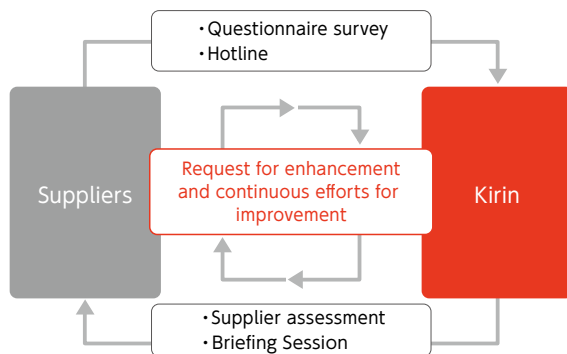 ・Questionnaire survey
・Hotline
Suppliers
Request for enhancement
and continuous efforts for
improvement
Kirin
・Supplier assessment
・Briefing Session